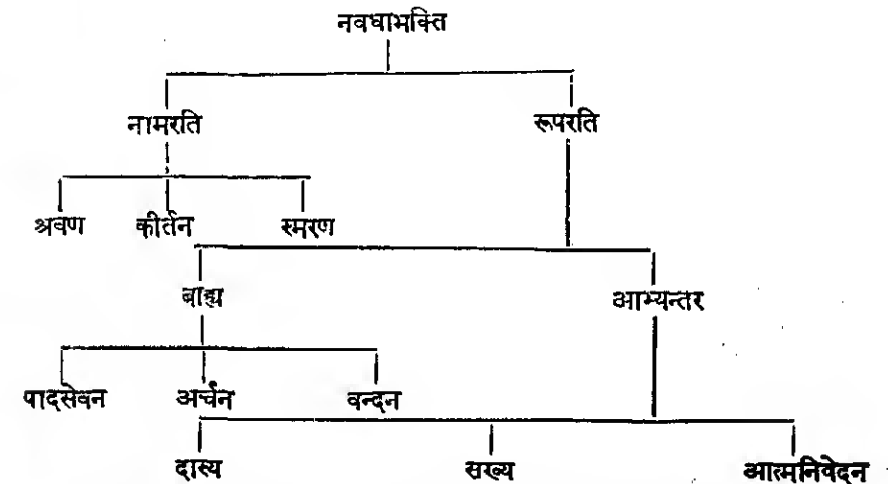 नवधाभक्ति
नामरति रूपरति
श्रवण कीर्तन स्मरण
बाह्य आभ्यन्तर
पादसेवन अर्चन वन्दन
दास्य सख्य आत्मनिवेदन